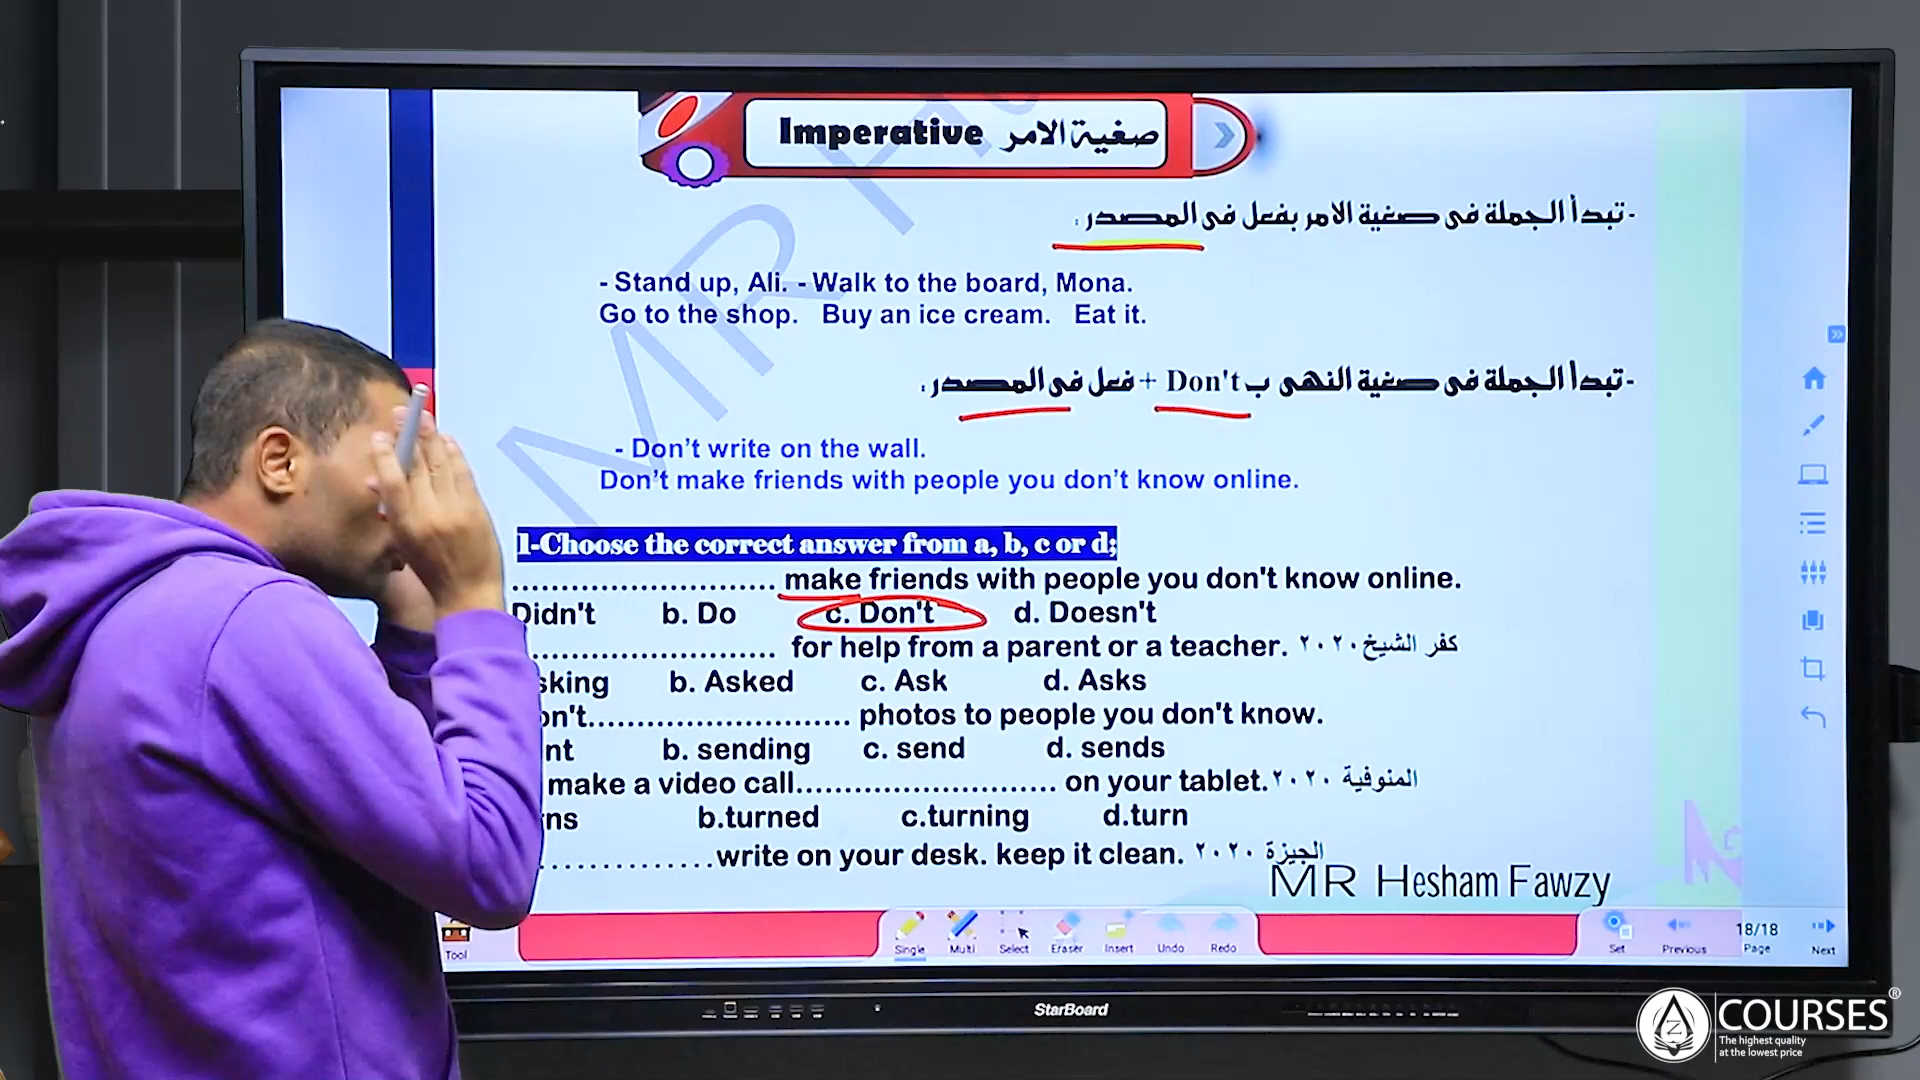 Imperative صغية الامر
-تبدأ الجملة فى صغية الامر بفعل فى المصدر :
- Stand up, Ali. - Walk to the board, Mona.
Go to the shop. Buy an ice cream. Eat it.
-تبدأ الجملة فى صغية النهى ب Don't + فعل فى المصدر :
- Don't write on the wall.
Don't make friends with people you don't know online.
1-Choose the correct answer from a, b, c or d;
........................... make friends with people you don't know online.
Didn't b. Do c. Don't d. Doesn't
......................... for help from a parent or a teacher. كفر الشيخ٢٠٢٠
sking b. Asked c. Ask d. Asks
on't........................... photos to people you don't know.
nt b. sending c. send d. sends
make a video call........................... on your tablet. المنوفية ٢٠٢٠
ns b.turned c.turning d.turn
..............write on your desk. keep it clean. الجيزة ٢٠٢٠
MR Hesham Fawzy
Tool Single Multi Select Eraser Insert Undo Redo Set Previous 18/18 Page Next
StarBoard
COURSES®
The highest quality
at the lowest price